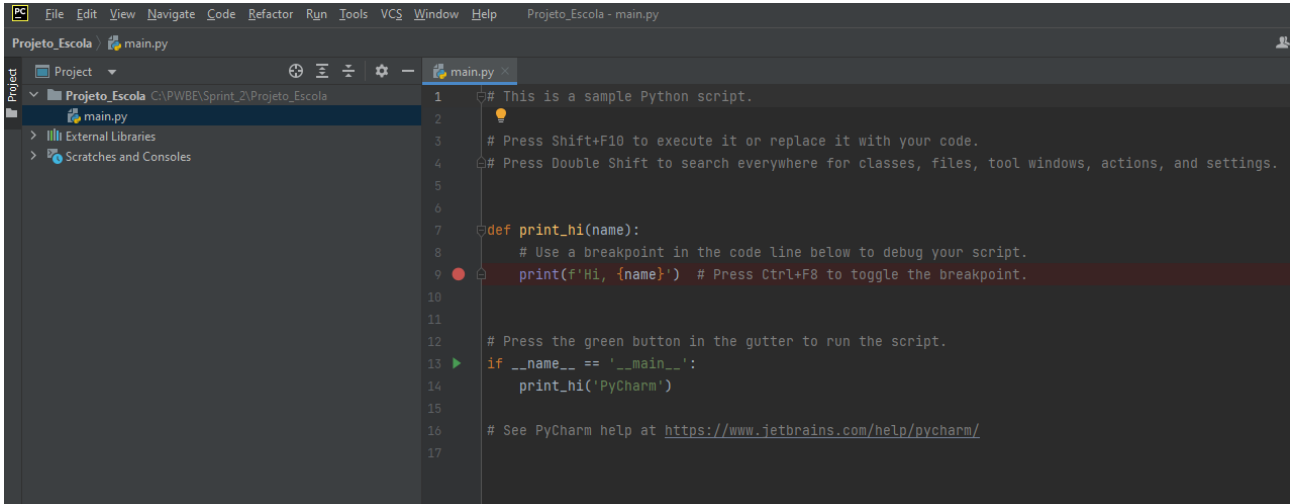 PC File Edit View Navigate Code Refactor Run Tools VCS Window Help Projeto_Escola - main.py
Projeto_Escola main.py
Project
Project
main.py
Projeto_Escola C:\PWBE\Sprint_2\Projeto_Escola
main.py
External Libraries
Scratches and Consoles
1 # This is a sample Python script.
2
3 # Press Shift+F10 to execute it or replace it with your code.
4 # Press Double Shift to search everywhere for classes, files, tool windows, actions, and settings.
5
6
7 def print_hi(name):
8 # Use a breakpoint in the code line below to debug your script.
9 print(f'Hi, {name}') # Press Ctrl+F8 to toggle the breakpoint.
10
11
12 # Press the green button in the gutter to run the script.
13 if __name__ == '__main__':
14 print_hi('PyCharm')
15
16 # See PyCharm help at https://www.jetbrains.com/help/pycharm/
17